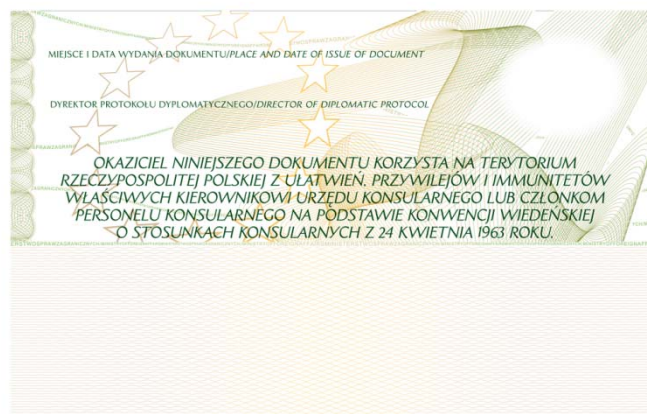 MIEJSCE I DATA WYDANIA DOKUMENTU/PLACE AND DATE OF ISSUE OF DOCUMENT
DYREKTOR PROTOKOŁU DYPLOMATYCZNEGO/DIRECTOR OF DIPLOMATIC PROTOCOL
OKAZICIEL NINIEJSZEGO DOKUMENTU KORZYSTA NA TERYTORIUM
RZECZYPOSPOLITEJ POLSKIEJ Z UŁATWIEŃ, PRZYWILEJÓW I IMMUNITETÓW
WŁAŚCIWYCH KIEROWNIKOWI URZĘDU KONSULARNEGO LUB CZŁONKOM
PERSONELU KONSULARNEGO NA PODSTAWIE KONWENCJI WIEDEŃSKIEJ
O STOSUNKACH KONSULARNYCH Z 24 KWIETNIA 1963 ROKU.